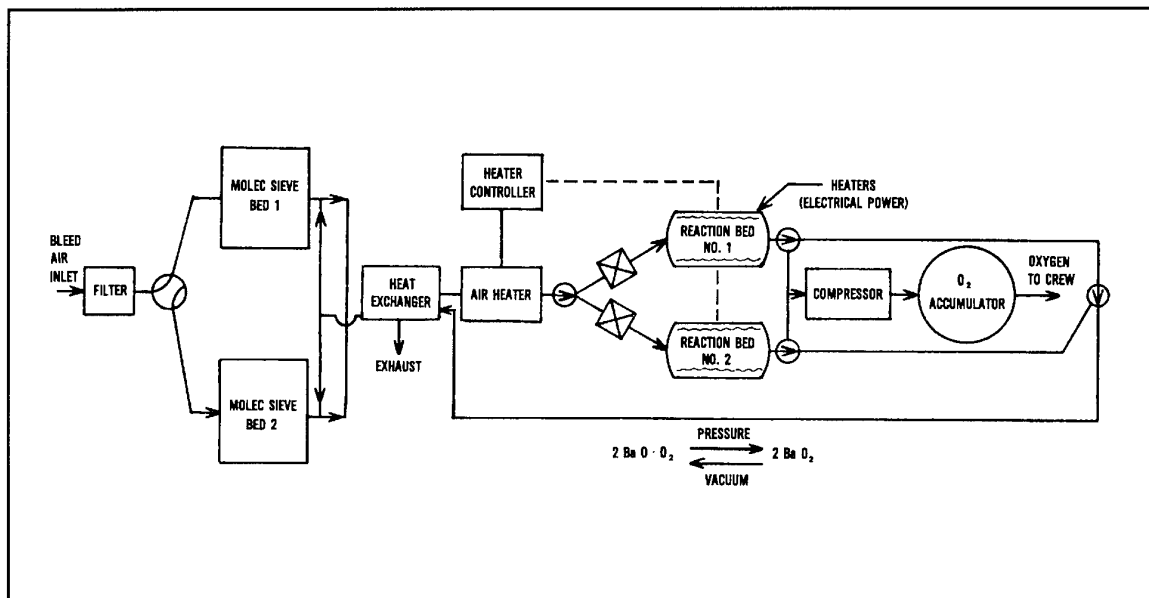 BLEED
AIR
INLET
FILTER
MOLEC SIEVE
BED 1
MOLEC SIEVE
BED 2
HEAT
EXCHANGER
EXHAUST
HEATER
CONTROLLER
AIR HEATER
REACTION BED
NO. 1
HEATERS
(ELECTRICAL POWER)
REACTION BED
NO. 2
COMPRESSOR
O₂
ACCUMULATOR
OXYGEN
TO CREW
PRESSURE
2 Ba O · O₂ 2 Ba O₂
VACUUM